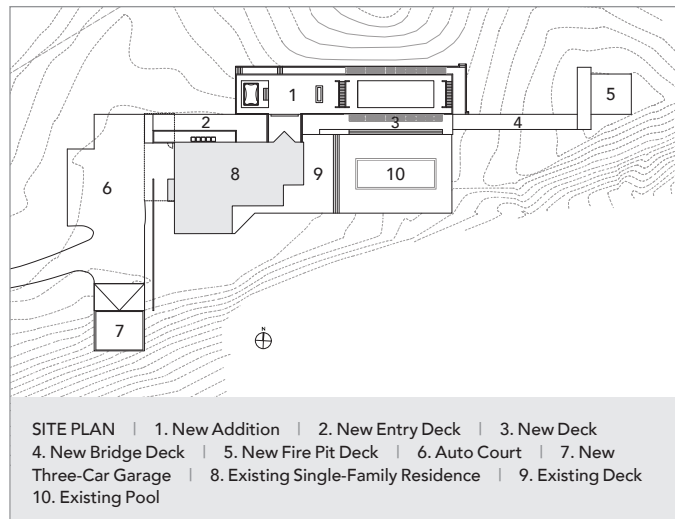 1
5
2
3
4
8
9
10
6
7
N
SITE PLAN | 1. New Addition | 2. New Entry Deck | 3. New Deck
4. New Bridge Deck | 5. New Fire Pit Deck | 6. Auto Court | 7. New
Three-Car Garage | 8. Existing Single-Family Residence | 9. Existing Deck
10. Existing Pool